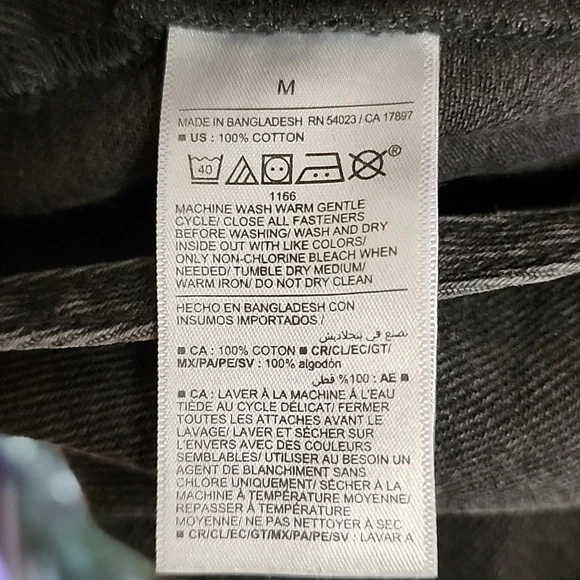 M
MADE IN BANGLADESH RN 54023 / CA 17897
■ US : 100% COTTON
40 ®
1166
MACHINE WASH WARM GENTLE
CYCLE/ CLOSE ALL FASTENERS
BEFORE WASHING/ WASH AND DRY
INSIDE OUT WITH LIKE COLORS/
ONLY NON-CHLORINE BLEACH WHEN
NEEDED/ TUMBLE DRY MEDIUM/
WARM IRON/ DO NOT DRY CLEAN
HECHO EN BANGLADESH CON
INSUMOS IMPORTADOS /
تصنع في بنجلاديش
■ CA : 100% COTON ■ CR/CL/EC/GT/
MX/PA/PE/SV : 100% algodón
■ AE : 100% قطن
■ CA : LAVER À LA MACHINE À L'EAU
TIÈDE AU CYCLE DÉLICAT/ FERMER
TOUTES LES ATTACHES AVANT LE
LAVAGE/ LAVER ET SÉCHER SUR
L'ENVERS AVEC DES COULEURS
SEMBLABLES/ UTILISER AU BESOIN UN
AGENT DE BLANCHIMENT SANS
CHLORE UNIQUEMENT/ SÉCHER À LA
MACHINE À TEMPÉRATURE MOYENNE/
REPASSER À TEMPÉRATURE
MOYENNE/ NE PAS NETTOYER À SEC
■ CR/CL/EC/GT/MX/PA/PE/SV : LAVAR A